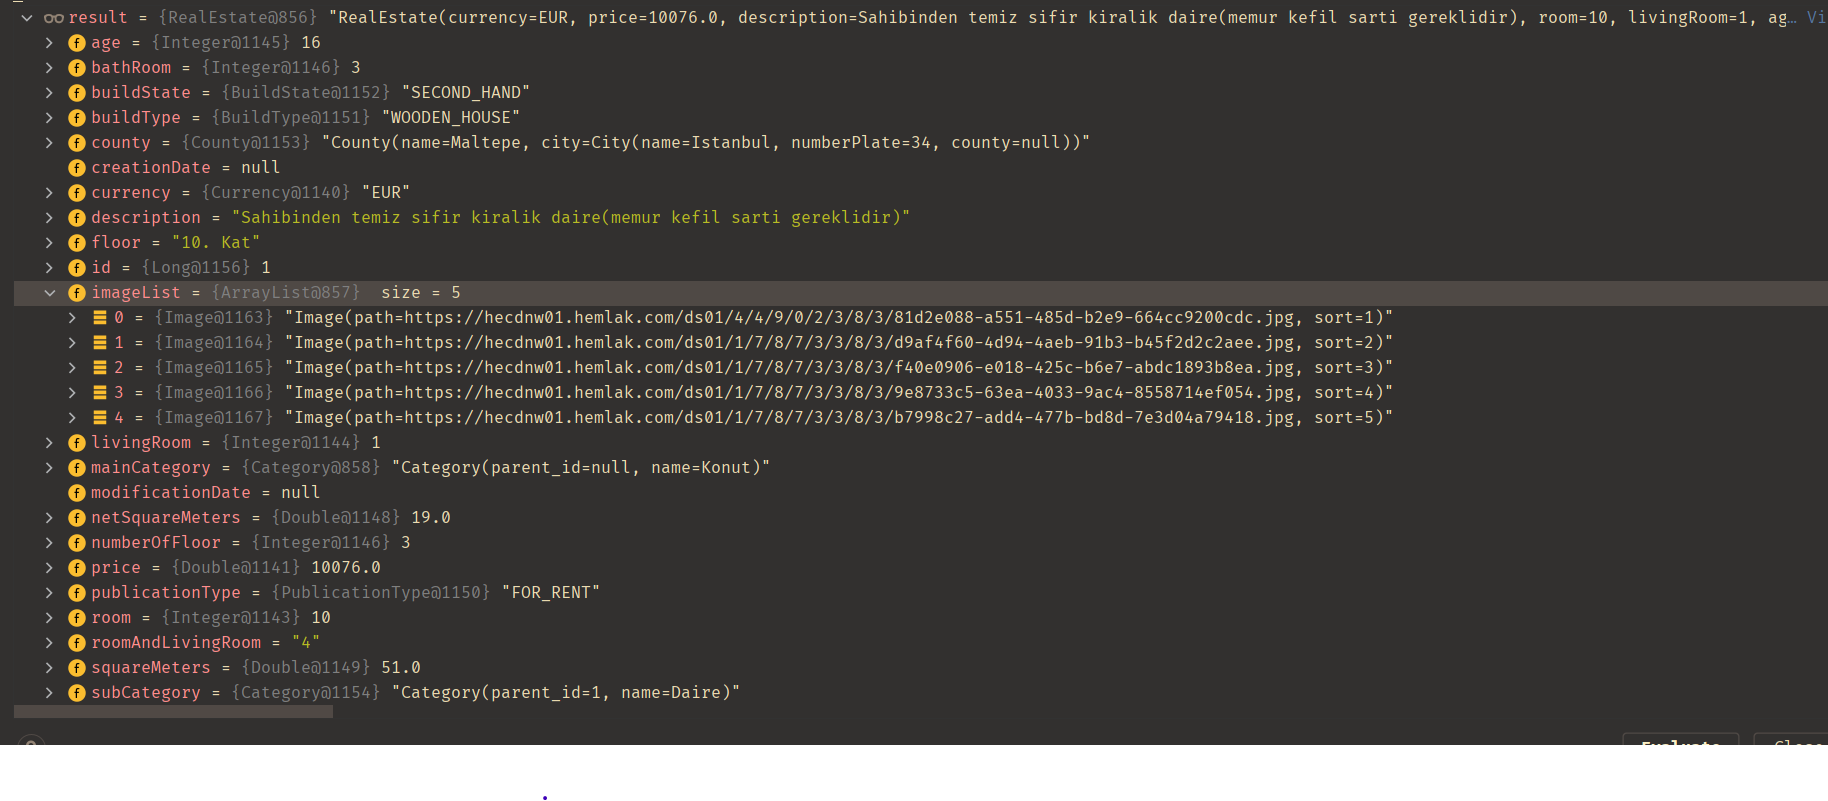 result = {RealEstate@856} "RealEstate(currency=EUR, price=10076.0, description=Sahibinden temiz sifir kiralik daire(memur kefil sarti gereklidir), room=10, livingRoom=1, ag... Vi
f age = {Integer@1145} 16
f bathRoom = {Integer@1146} 3
f buildState = {BuildState@1152} "SECOND_HAND"
f buildType = {BuildType@1151} "WOODEN_HOUSE"
f county = {County@1153} "County(name=Maltepe, city=City(name=Istanbul, numberPlate=34, county=null))"
f creationDate = null
f currency = {Currency@1140} "EUR"
f description = "Sahibinden temiz sifir kiralik daire(memur kefil sarti gereklidir)"
f floor = "10. Kat"
f id = {Long@1156} 1
f imageList = {ArrayList@857} size = 5
0 = {Image@1163} "Image(path=https://hecdnw01.hemlak.com/ds01/4/4/9/0/2/3/8/3/81d2e088-a551-485d-b2e9-664cc9200cdc.jpg, sort=1)"
1 = {Image@1164} "Image(path=https://hecdnw01.hemlak.com/ds01/1/7/8/7/3/3/8/3/d9af4f60-4d94-4aeb-91b3-b45f2d2c2aee.jpg, sort=2)"
2 = {Image@1165} "Image(path=https://hecdnw01.hemlak.com/ds01/1/7/8/7/3/3/8/3/f40e0906-e018-425c-b6e7-abdc1893b8ea.jpg, sort=3)"
3 = {Image@1166} "Image(path=https://hecdnw01.hemlak.com/ds01/1/7/8/7/3/3/8/3/9e8733c5-63ea-4033-9ac4-8558714ef054.jpg, sort=4)"
4 = {Image@1167} "Image(path=https://hecdnw01.hemlak.com/ds01/1/7/8/7/3/3/8/3/b7998c27-add4-477b-bd8d-7e3d04a79418.jpg, sort=5)"
f livingRoom = {Integer@1144} 1
f mainCategory = {Category@858} "Category(parent_id=null, name=Konut)"
f modificationDate = null
f netSquareMeters = {Double@1148} 19.0
f numberOfFloor = {Integer@1146} 3
f price = {Double@1141} 10076.0
f publicationType = {PublicationType@1150} "FOR_RENT"
f room = {Integer@1143} 10
f roomAndLivingRoom = "4"
f squareMeters = {Double@1149} 51.0
f subCategory = {Category@1154} "Category(parent_id=1, name=Daire)"
Evaluate Close